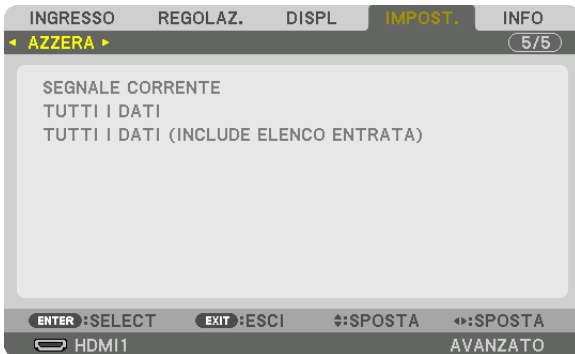 INGRESSO REGOLAZ. DISPL IMPOST. INFO
AZZERA 5/5
SEGNALE CORRENTE
TUTTI I DATI
TUTTI I DATI (INCLUDE ELENCO ENTRATA)
ENTER:SELECT EXIT:ESCI :SPOSTA :SPOSTA
HDMI1 AVANZATO